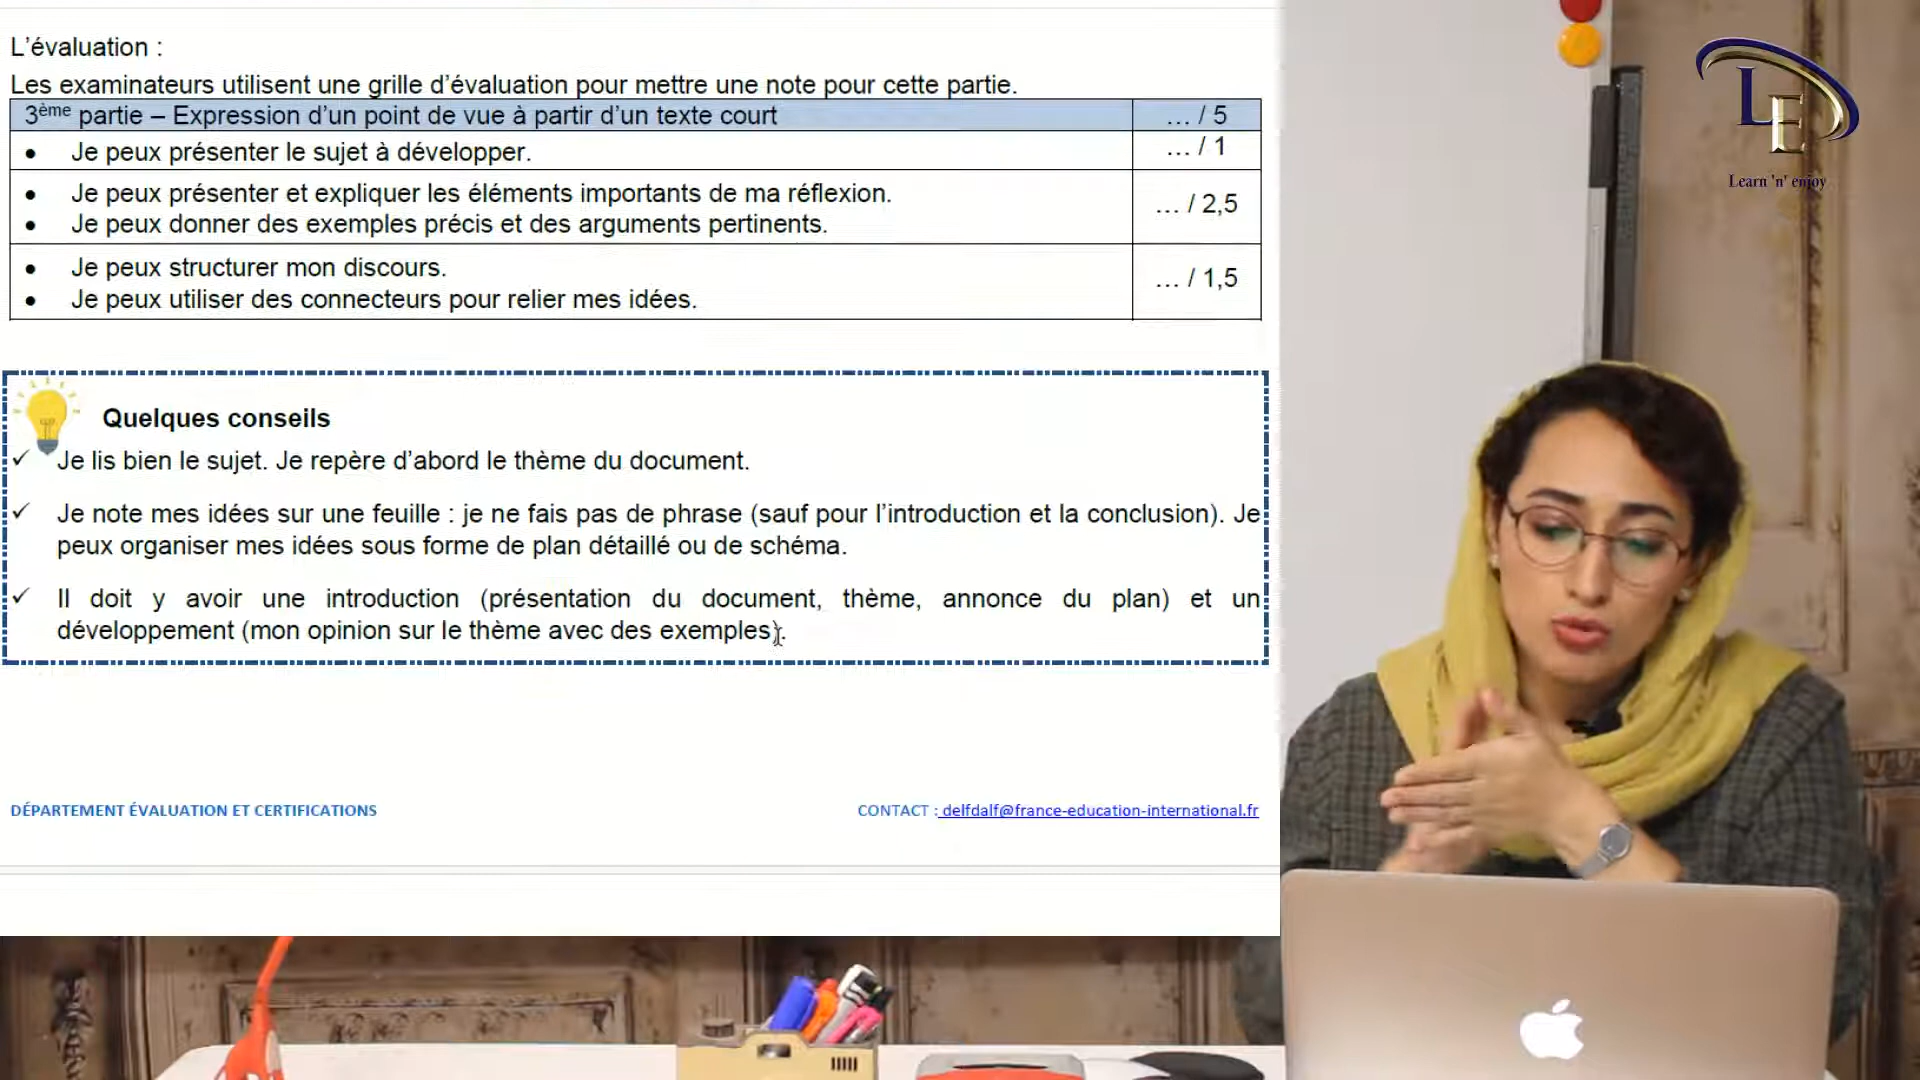 L'évaluation :
Les examinateurs utilisent une grille d'évaluation pour mettre une note pour cette partie.
3ème partie – Expression d'un point de vue à partir d'un texte court … / 5
• Je peux présenter le sujet à développer. … / 1
• Je peux présenter et expliquer les éléments importants de ma réflexion.
• Je peux donner des exemples précis et des arguments pertinents.
… / 2,5
• Je peux structurer mon discours.
• Je peux utiliser des connecteurs pour relier mes idées.
… / 1,5
Quelques conseils
✓ Je lis bien le sujet. Je repère d'abord le thème du document.
✓ Je note mes idées sur une feuille : je ne fais pas de phrase (sauf pour l'introduction et la conclusion). Je
peux organiser mes idées sous forme de plan détaillé ou de schéma.
✓ Il doit y avoir une introduction (présentation du document, thème, annonce du plan) et un
développement (mon opinion sur le thème avec des exemples).
DÉPARTEMENT ÉVALUATION ET CERTIFICATIONS
CONTACT : delfdalf@france-education-international.fr
LE
Learn 'n' enjoy